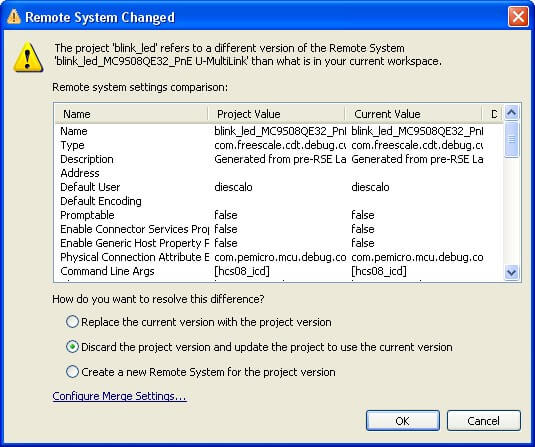 Remote System Changed
The project 'blink_led' refers to a different version of the Remote System
'blink_led_MC9S08QE32_PnE U-MultiLink' than what is in your current workspace.
Remote system settings comparison:
Name Project Value Current Value D
Name blink_led_MC9S08QE32_PnE blink_led_MC9S08QE32_PnE
Type com.freescale.cdt.debug.cu com.freescale.cdt.debug.cu
Description Generated from pre-RSE La Generated from pre-RSE La
Address
Default User diescalo diescalo
Default Encoding
Promptable false false
Enable Connector Services Prop false false
Enable Generic Host Property P false false
Physical Connection Attribute B com.pemicro.mcu.debug.co com.pemicro.mcu.debug.co
Command Line Args [hcs08_icd] [hcs08_icd]
How do you want to resolve this difference?
Replace the current version with the project version
Discard the project version and update the project to use the current version
Create a new Remote System for the project version
Configure Merge Settings...
OK Cancel